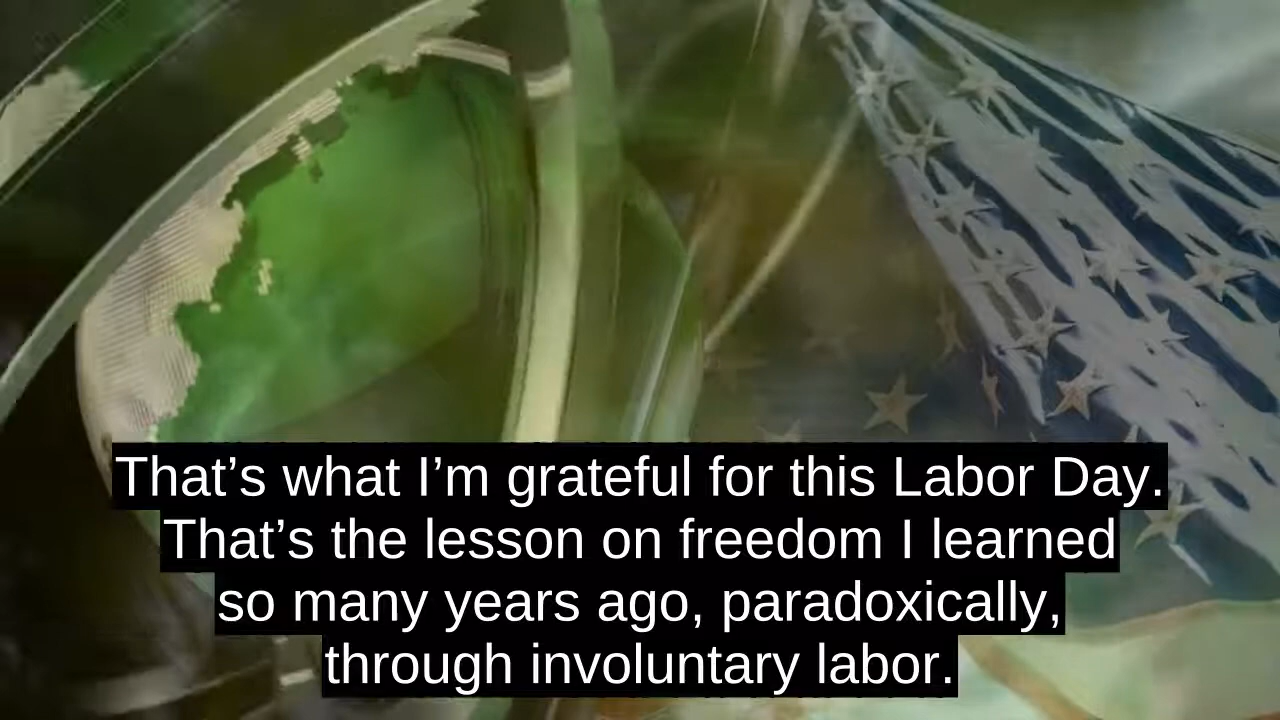 That’s what I’m grateful for this Labor Day.
That’s the lesson on freedom I learned
so many years ago, paradoxically,
through involuntary labor.